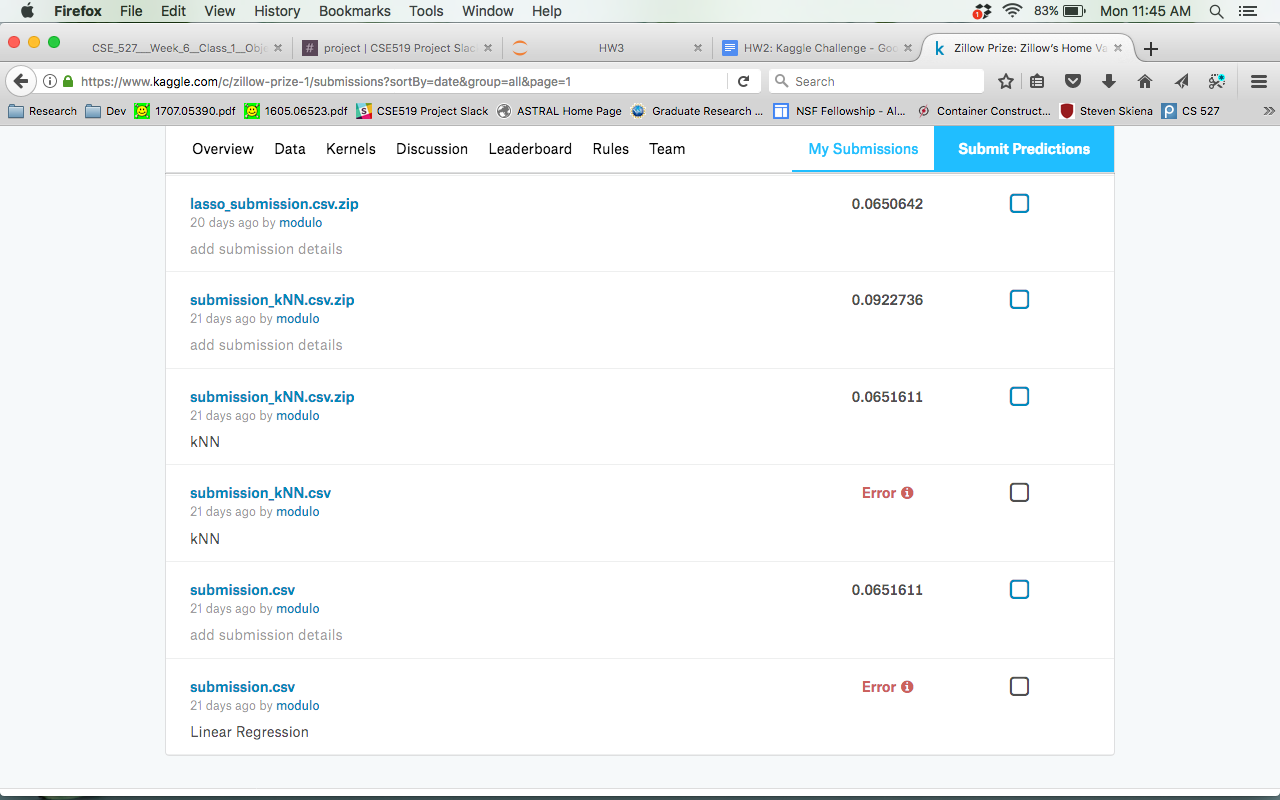 Firefox File Edit View History Bookmarks Tools Window Help 1 83% Mon 11:45 AM
CSE_527__Week_6__Class_1__Obje # project | CSE519 Project Slac HW3 HW2: Kaggle Challenge - Goo k Zillow Prize: Zillow's Home Va
https://www.kaggle.com/c/zillow-prize-1/submissions?sortBy=date&group=all&page=1 Search
Research Dev 1707.05390.pdf 1605.06523.pdf CSE519 Project Slack ASTRAL Home Page Graduate Research ... NSF Fellowship - Al... Container Construct... Steven Skiena CS 527
Overview Data Kernels Discussion Leaderboard Rules Team My Submissions Submit Predictions
lasso_submission.csv.zip 0.0650642
20 days ago by modulo
add submission details
submission_kNN.csv.zip 0.0922736
21 days ago by modulo
add submission details
submission_kNN.csv.zip 0.0651611
21 days ago by modulo
kNN
submission_kNN.csv Error
21 days ago by modulo
kNN
submission.csv 0.0651611
21 days ago by modulo
add submission details
submission.csv Error
21 days ago by modulo
Linear Regression